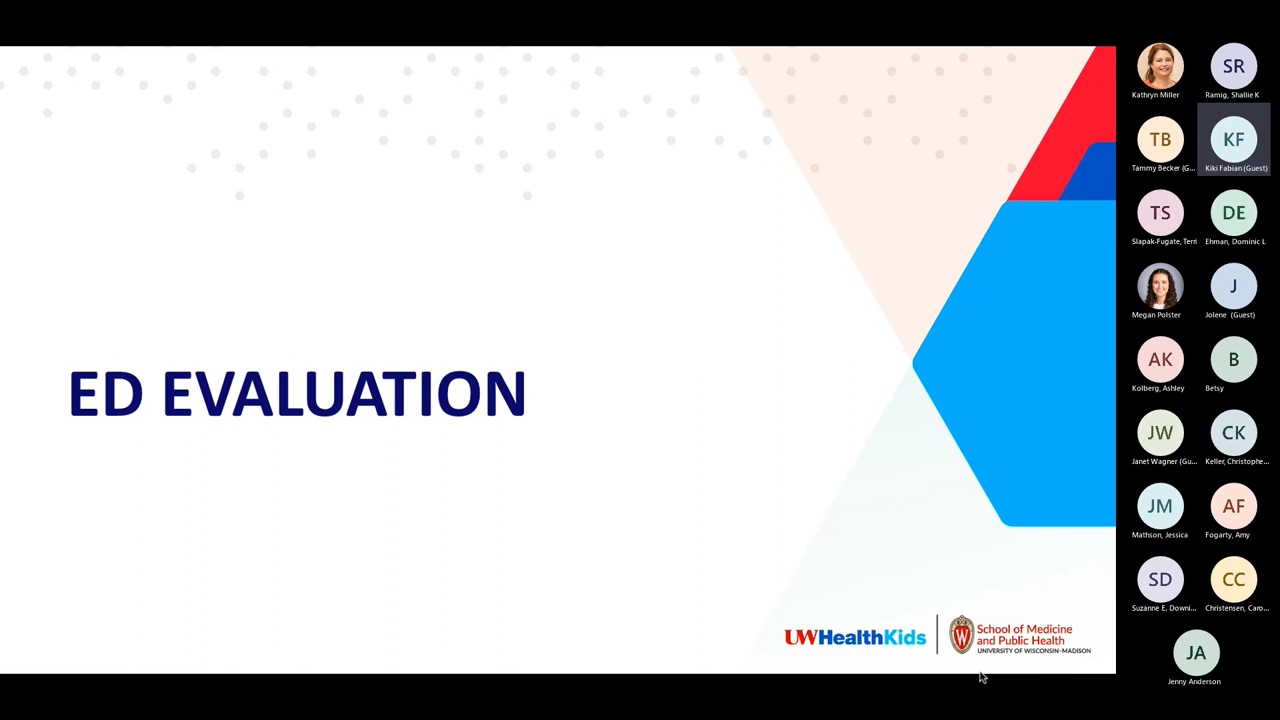 ED EVALUATION
UWHealthKids
School of Medicine
and Public Health
UNIVERSITY OF WISCONSIN-MADISON
Kathryn Miller
SR
Ramig, Shallie K
TB
Tammy Becker (G...
KF
Kiki Fabian (Guest)
TS
Slapak-Fugate, Terri
DE
Ehman, Dominic L
Megan Polster
J
Jolene (Guest)
AK
Kolberg, Ashley
B
Betsy
JW
Janet Wagner (Gu...
CK
Keller, Christophe...
JM
Mathson, Jessica
AF
Fogarty, Amy
SD
Suzanne E. Downi...
CC
Christensen, Caro...
JA
Jenny Anderson